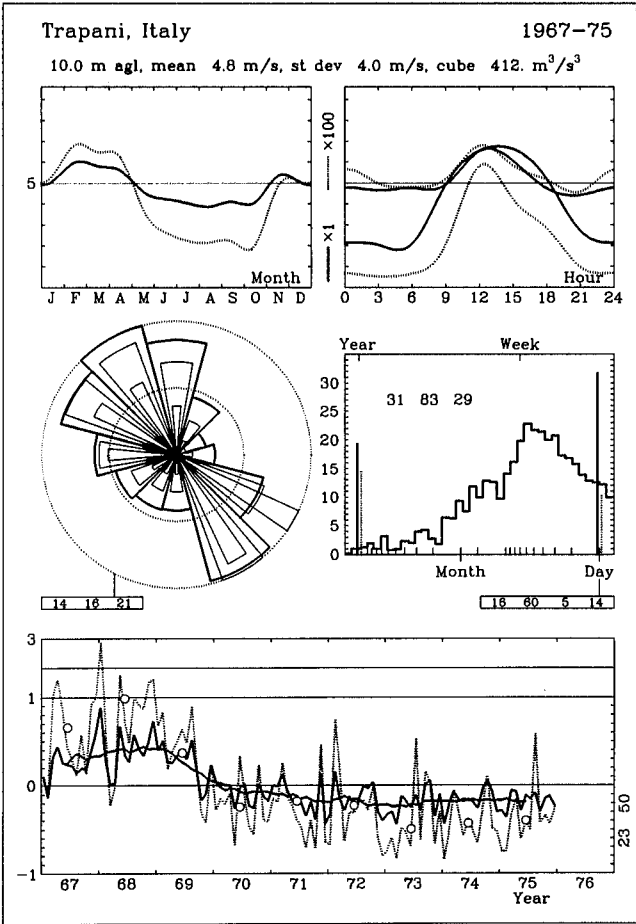 Trapani, Italy 1967-75
10.0 m agl, mean 4.8 m/s, st dev 4.0 m/s, cube 412. m³/s³
5
×1 ×100
Month
J F M A M J J A S O N D
Hour
0 3 6 9 12 15 18 21 24
Year Week
35
30
25
20
15
10
5
0
31 83 29
Month Day
14 16 21
16 60 5 14
3
1
0
-1
23 50
67 68 69 70 71 72 73 74 75 76
Year